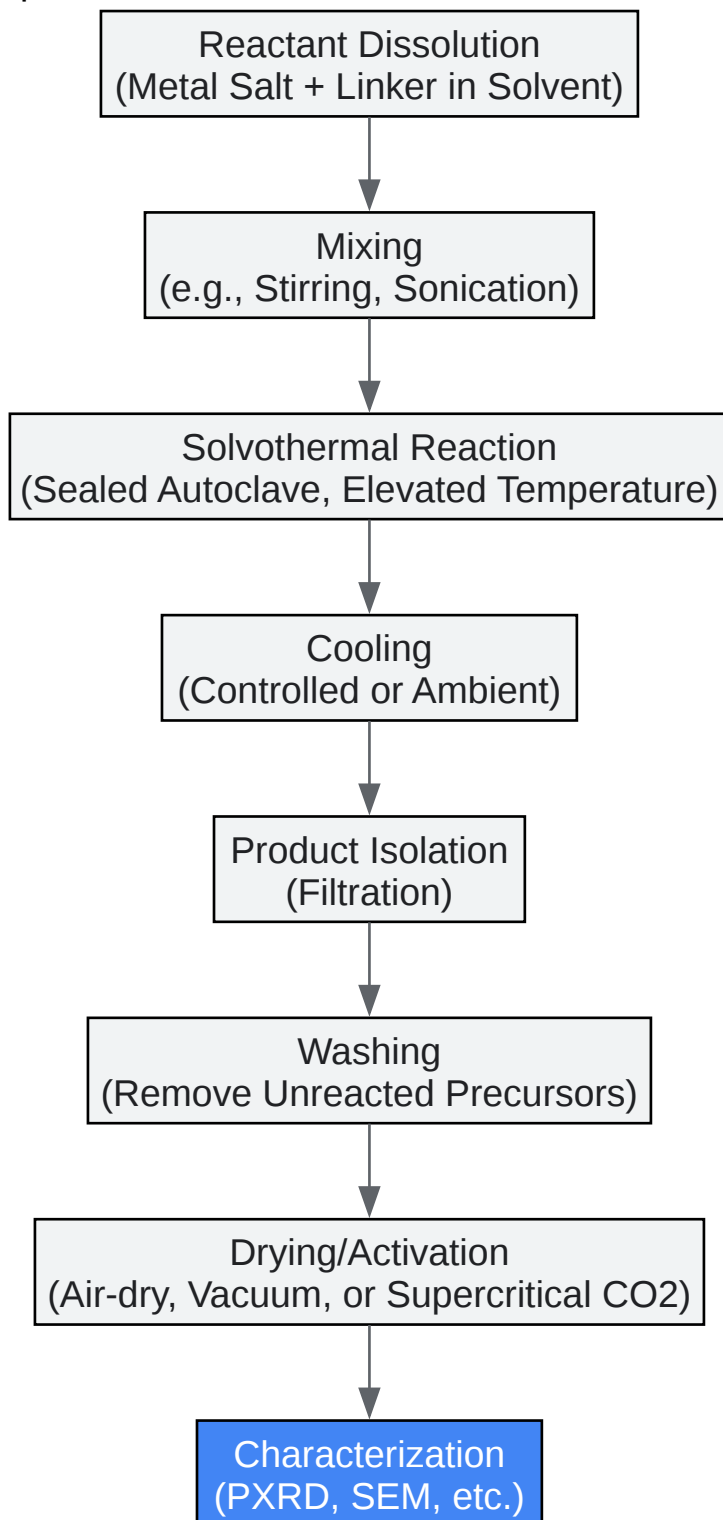 Reactant Dissolution
(Metal Salt + Linker in Solvent)
Mixing
(e.g., Stirring, Sonication)
Solvothermal Reaction
(Sealed Autoclave, Elevated Temperature)
Cooling
(Controlled or Ambient)
Product Isolation
(Filtration)
Washing
(Remove Unreacted Precursors)
Drying/Activation
(Air-dry, Vacuum, or Supercritical CO2)
Characterization
(PXRD, SEM, etc.)